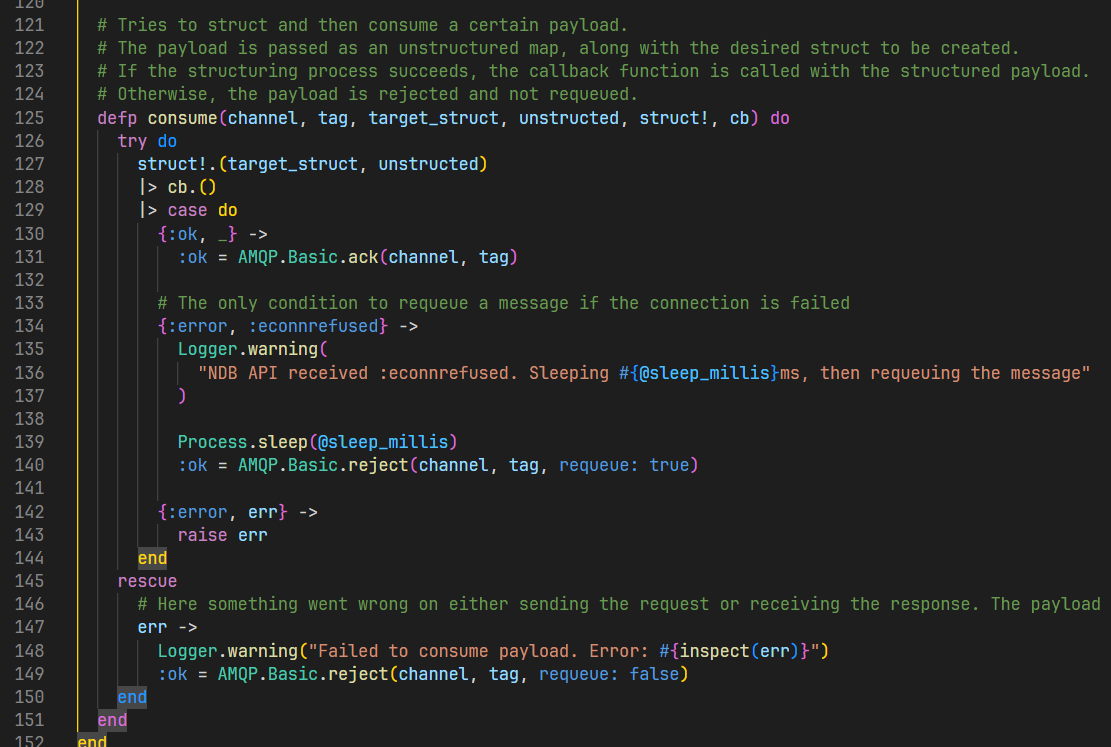 120
121 # Tries to struct and then consume a certain payload.
122 # The payload is passed as an unstructured map, along with the desired struct to be created.
123 # If the structuring process succeeds, the callback function is called with the structured payload.
124 # Otherwise, the payload is rejected and not requeued.
125 defp consume(channel, tag, target_struct, unstructed, struct!, cb) do
126 try do
127 struct!.(target_struct, unstructed)
128 |> cb.()
129 |> case do
130 {:ok, _} ->
131 :ok = AMQP.Basic.ack(channel, tag)
132
133 # The only condition to requeue a message if the connection is failed
134 {:error, :econnrefused} ->
135 Logger.warning(
136 "NDB API received :econnrefused. Sleeping #{@sleep_millis}ms, then requeuing the message"
137 )
138
139 Process.sleep(@sleep_millis)
140 :ok = AMQP.Basic.reject(channel, tag, requeue: true)
141
142 {:error, err} ->
143 raise err
144 end
145 rescue
146 # Here something went wrong on either sending the request or receiving the response. The payload
147 err ->
148 Logger.warning("Failed to consume payload. Error: #{inspect(err)}")
149 :ok = AMQP.Basic.reject(channel, tag, requeue: false)
150 end
151 end
152 end